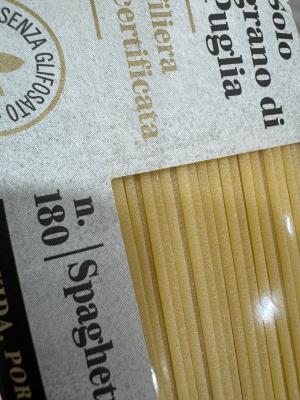 solo
grano di
Puglia
filiera
certificata
SENZA GLIFOSATO
n.
180
Spaghet